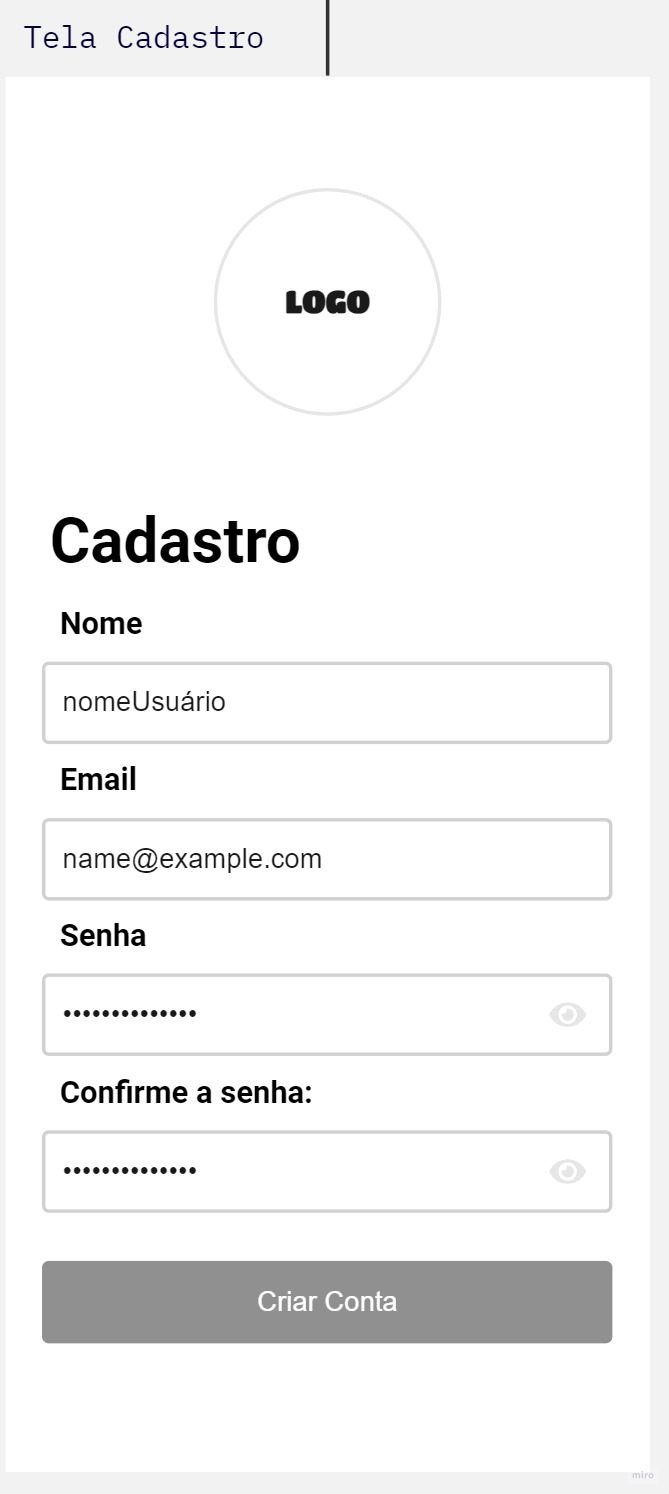 Tela Cadastro
LOGO
Cadastro
Nome
nomeUsuário
Email
name@example.com
Senha
••••••••••••••
Confirme a senha:
••••••••••••••
Criar Conta
miro